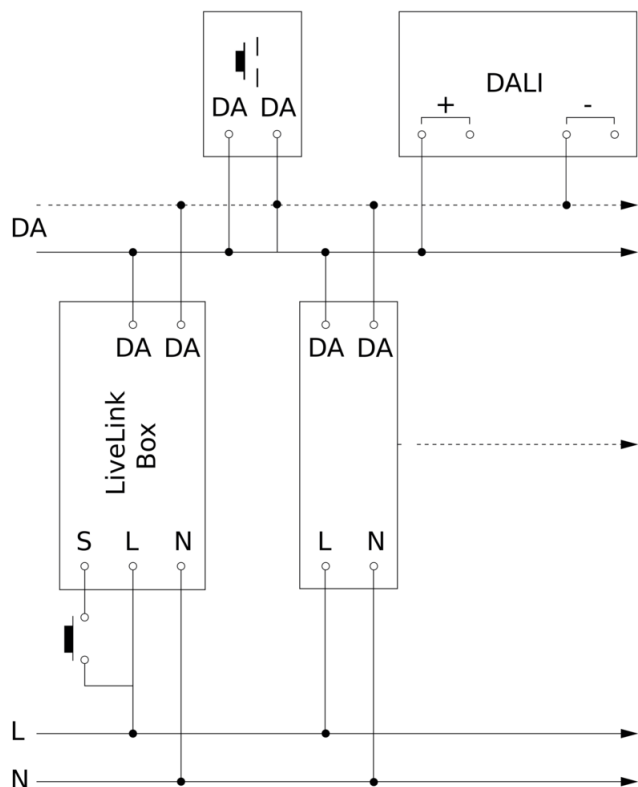 DALI
+ -
DA DA
DA
DA DA
DA DA
LiveLink
Box
S L N
L N
L
N